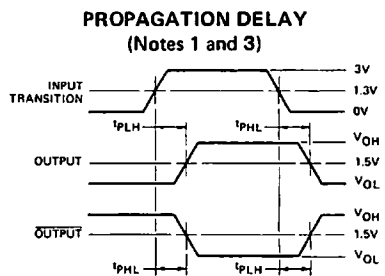 PROPAGATION DELAY
(Notes 1 and 3)
3V
INPUT
TRANSITION
1.3V
0V
tPLH
tPHL
VOH
OUTPUT
1.5V
VOL
VOH
OUTPUT
1.5V
VOL
tPHL
tPLH